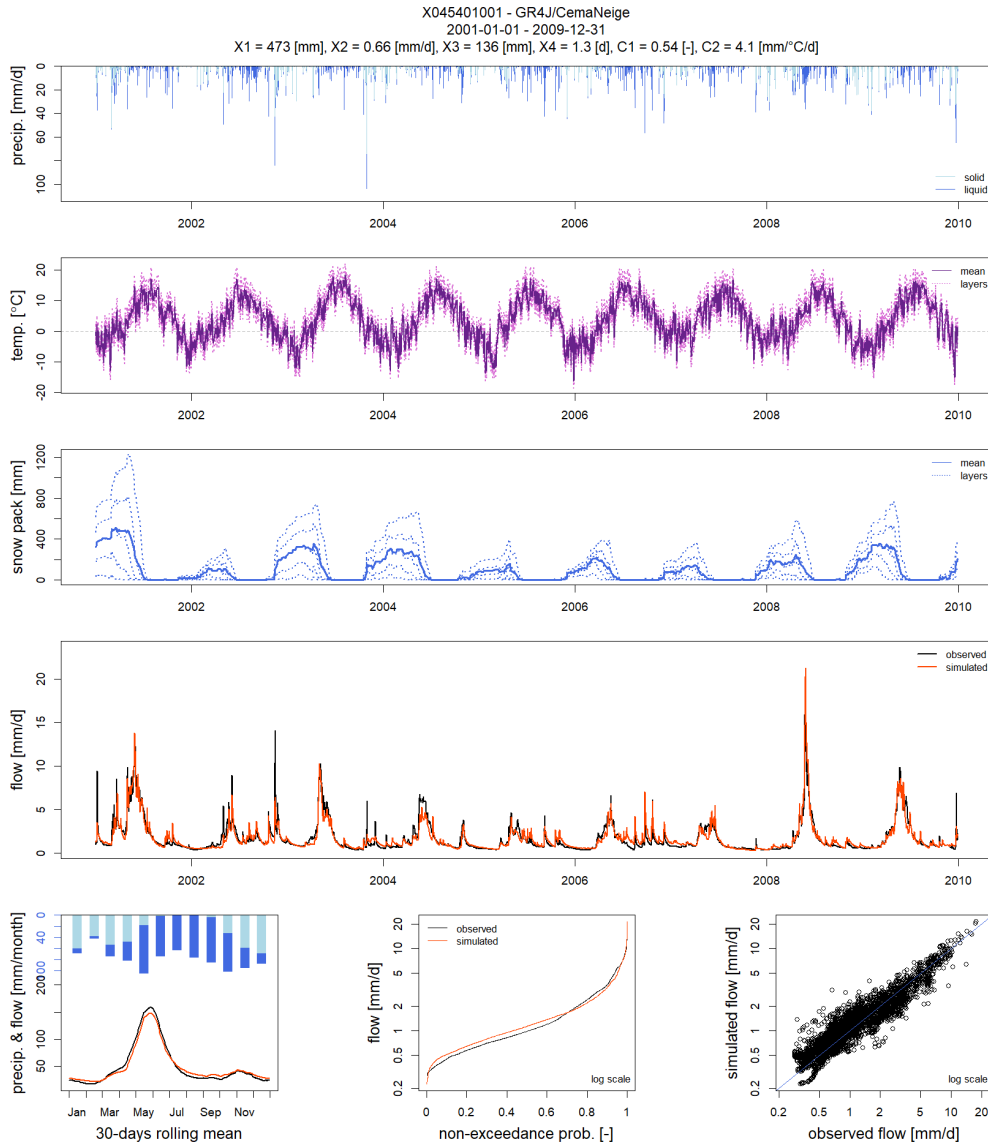 X045401001 - GR4J/CemaNeige
2001-01-01 - 2009-12-31
X1 = 473 [mm], X2 = 0.66 [mm/d], X3 = 136 [mm], X4 = 1.3 [d], C1 = 0.54 [-], C2 = 4.1 [mm/°C/d]
precip. [mm/d]
0
20
40
60
100
solid
liquid
2002 2004 2006 2008 2010
temp. [°C]
20
10
0
-10
-20
mean
layers
2002 2004 2006 2008 2010
snow pack [mm]
1200
800
400
0
mean
layers
2002 2004 2006 2008 2010
flow [mm/d]
20
15
10
5
0
observed
simulated
2002 2004 2006 2008 2010
precip. & flow [mm/month]
0
40
100
50
Jan Mar May Jul Sep Nov
30-days rolling mean
flow [mm/d]
20
10
5
2
1
0.5
0.2
observed
simulated
log scale
0 0.2 0.4 0.6 0.8 1
non-exceedance prob. [-]
simulated flow [mm/d]
20
10
5
2
1
0.5
0.2
log scale
0.2 0.5 1 2 5 10 20
observed flow [mm/d]